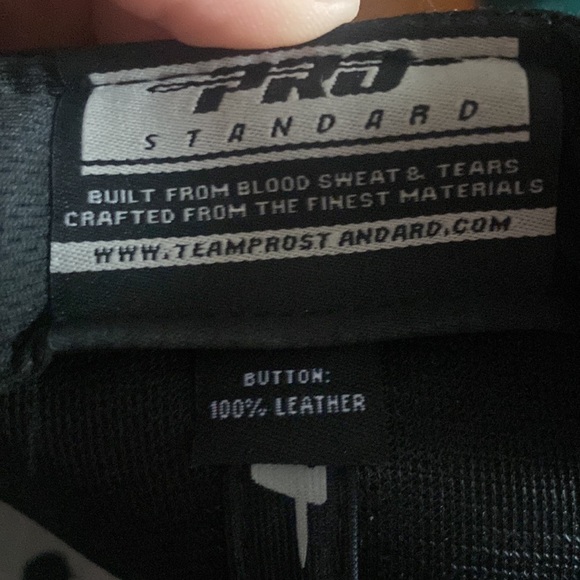 PRO
STANDARD
BUILT FROM BLOOD SWEAT & TEARS
CRAFTED FROM THE FINEST MATERIALS
WWW.TEAMPROSTANDARD.COM
BUTTON:
100% LEATHER